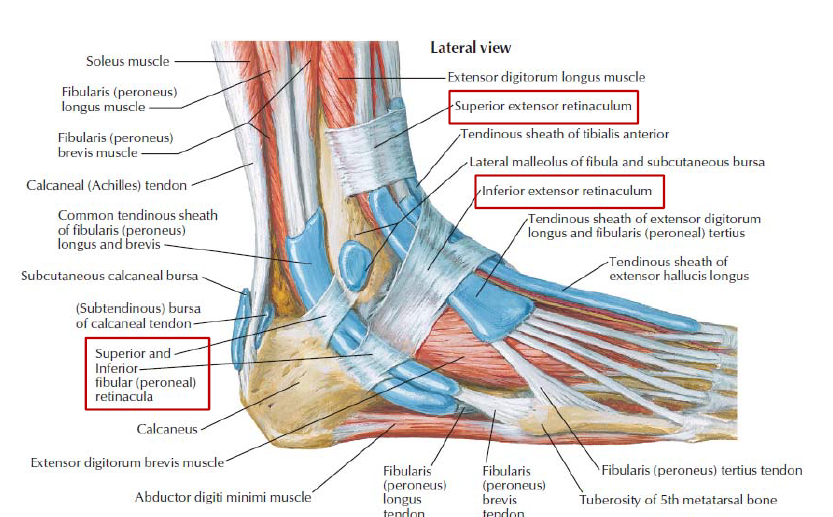 Lateral view
Soleus muscle
Fibularis (peroneus)
longus muscle
Fibularis (peroneus)
brevis muscle
Calcaneal (Achilles) tendon
Common tendinous sheath
of fibularis (peroneus)
longus and brevis
Subcutaneous calcaneal bursa
(Subtendinous) bursa
of calcaneal tendon
Superior and
Inferior
fibular (peroneal)
retinacula
Calcaneus
Extensor digitorum brevis muscle
Abductor digiti minimi muscle
Extensor digitorum longus muscle
Superior extensor retinaculum
Tendinous sheath of tibialis anterior
Lateral malleolus of fibula and subcutaneous bursa
Inferior extensor retinaculum
Tendinous sheath of extensor digitorum
longus and fibularis (peroneal) tertius
Tendinous sheath of
extensor hallucis longus
Fibularis
(peroneus)
longus
tendon
Fibularis
(peroneus)
brevis
tendon
Fibularis (peroneus) tertius tendon
Tuberosity of 5th metatarsal bone